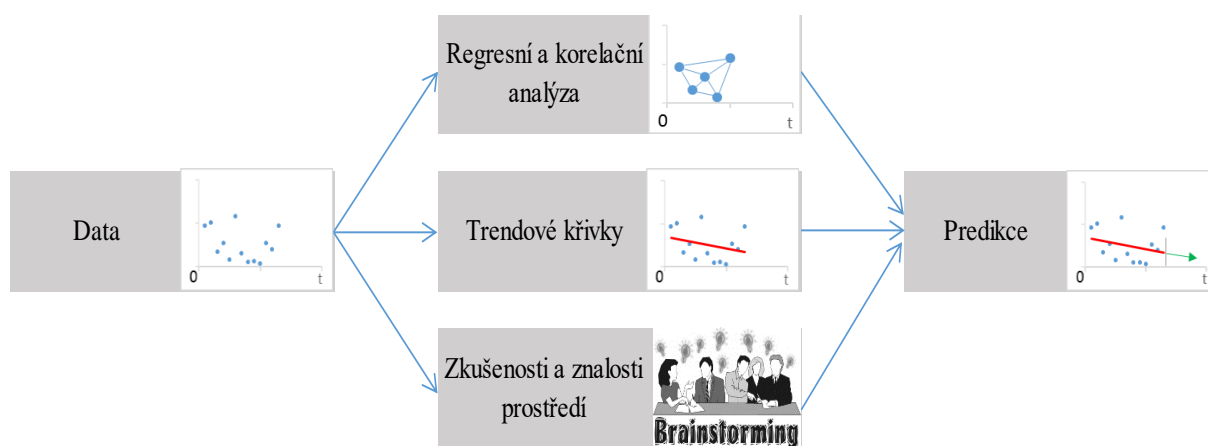 Regresní a korelační
analýza
0
t
Data
0
t
Trendové křivky
0
t
Predikce
0
t
Zkušenosti a znalosti
prostředí
Brainstorming